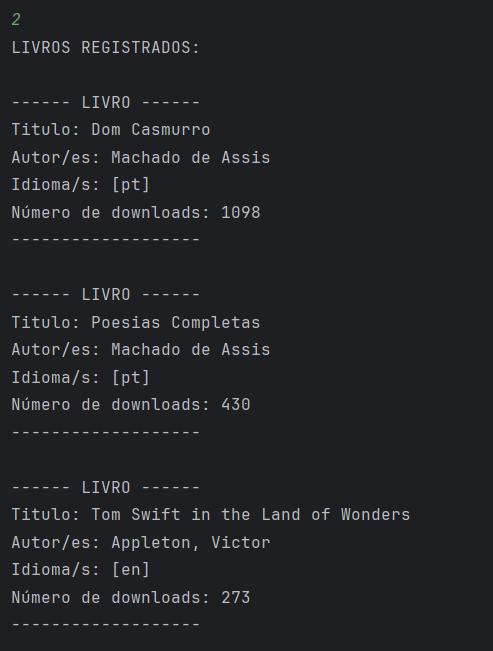 2
LIVROS REGISTRADOS:
------ LIVRO ------
Titulo: Dom Casmurro
Autor/es: Machado de Assis
Idioma/s: [pt]
Número de downloads: 1098
-------------------
------ LIVRO ------
Titulo: Poesias Completas
Autor/es: Machado de Assis
Idioma/s: [pt]
Número de downloads: 430
-------------------
------ LIVRO ------
Titulo: Tom Swift in the Land of Wonders
Autor/es: Appleton, Victor
Idioma/s: [en]
Número de downloads: 273
-------------------